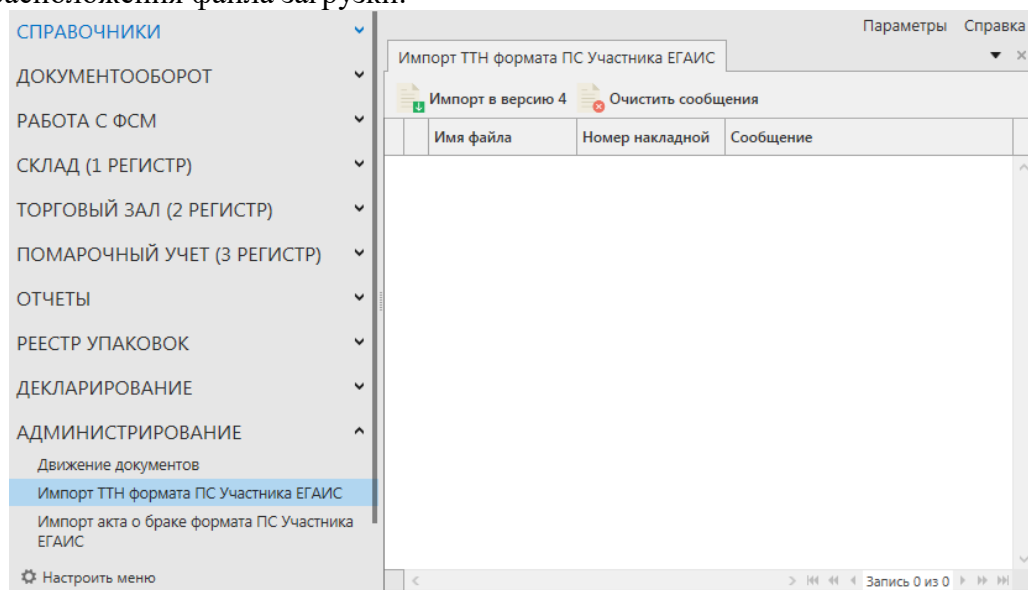 расположения файла загрузки.
СПРАВОЧНИКИ
ДОКУМЕНТООБОРОТ
РАБОТА С ФСМ
СКЛАД (1 РЕГИСТР)
ТОРГОВЫЙ ЗАЛ (2 РЕГИСТР)
ПОМАРОЧНЫЙ УЧЕТ (3 РЕГИСТР)
ОТЧЕТЫ
РЕЕСТР УПАКОВОК
ДЕКЛАРИРОВАНИЕ
АДМИНИСТРИРОВАНИЕ
Движение документов
Импорт ТТН формата ПС Участника ЕГАИС
Импорт акта о браке формата ПС Участника
ЕГАИС
Настроить меню
Параметры Справка
Импорт ТТН формата ПС Участника ЕГАИС
Импорт в версию 4 Очистить сообщения
Имя файла Номер накладной Сообщение
Запись 0 из 0